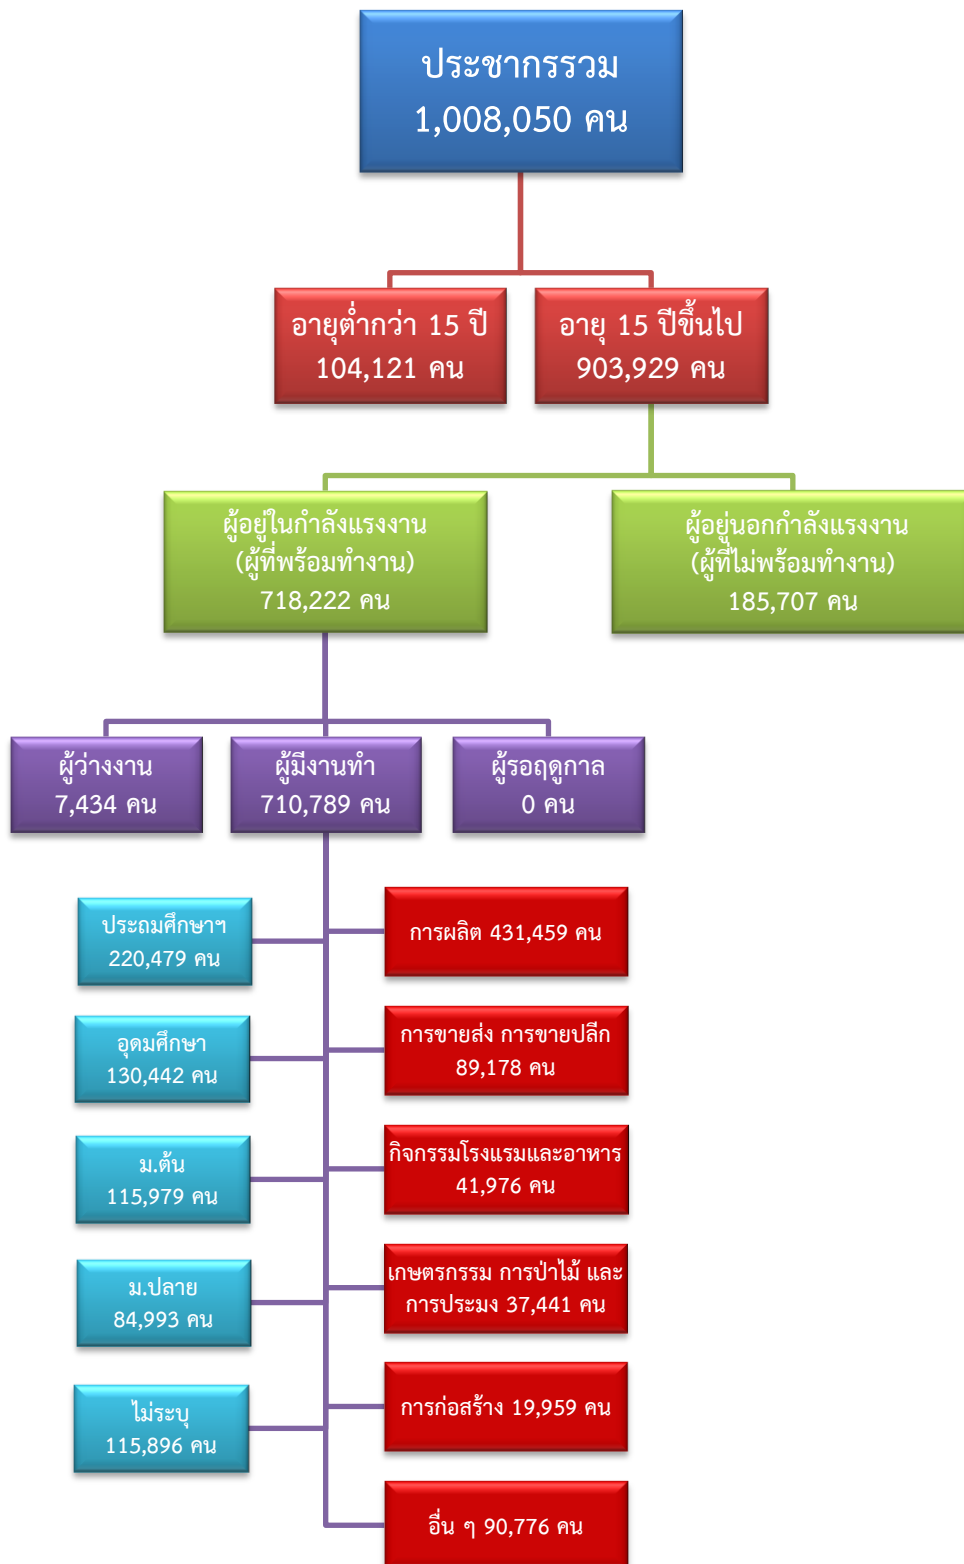 ประชากรรวม
1,008,050 คน
อายุต่ำกว่า 15 ปี
104,121 คน
อายุ 15 ปีขึ้นไป
903,929 คน
ผู้อยู่ในกำลังแรงงาน
(ผู้ที่พร้อมทำงาน)
718,222 คน
ผู้อยู่นอกกำลังแรงงาน
(ผู้ที่ไม่พร้อมทำงาน)
185,707 คน
ผู้ว่างงาน
7,434 คน
ผู้มีงานทำ
710,789 คน
ผู้รอฤดูกาล
0 คน
ประถมศึกษาฯ
220,479 คน
อุดมศึกษา
130,442 คน
ม.ต้น
115,979 คน
ม.ปลาย
84,993 คน
ไม่ระบุ
115,896 คน
การผลิต 431,459 คน
การขายส่ง การขายปลีก
89,178 คน
กิจกรรมโรงแรมและอาหาร
41,976 คน
เกษตรกรรม การป่าไม้ และ
การประมง 37,441 คน
การก่อสร้าง 19,959 คน
อื่น ๆ 90,776 คน